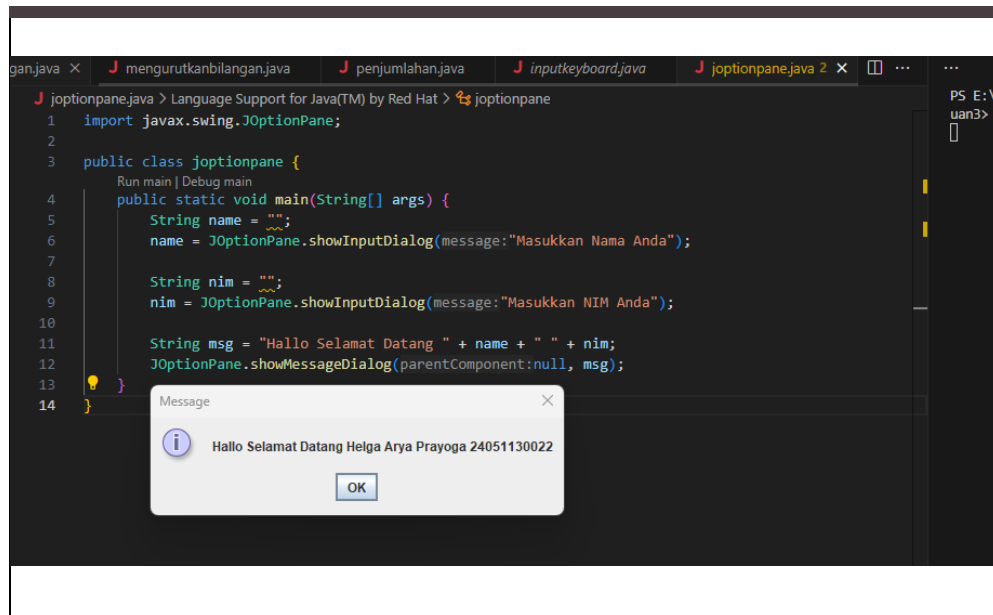 gan.java × J mengurutkanbilangan.java J penjumlahan.java J inputkeyboard.java J joptionpane.java 2 × ··· ···
J joptionpane.java > Language Support for Java(TM) by Red Hat > joptionpane
PS E:\
uan3>
1 import javax.swing.JOptionPane;
2
3 public class joptionpane {
Run main | Debug main
4 public static void main(String[] args) {
5 String name = "";
6 name = JOptionPane.showInputDialog(message:"Masukkan Nama Anda");
7
8 String nim = "";
9 nim = JOptionPane.showInputDialog(message:"Masukkan NIM Anda");
10
11 String msg = "Hallo Selamat Datang " + name + " " + nim;
12 JOptionPane.showMessageDialog(parentComponent:null, msg);
13 }
14 }
Message ×
Hallo Selamat Datang Helga Arya Prayoga 24051130022
OK